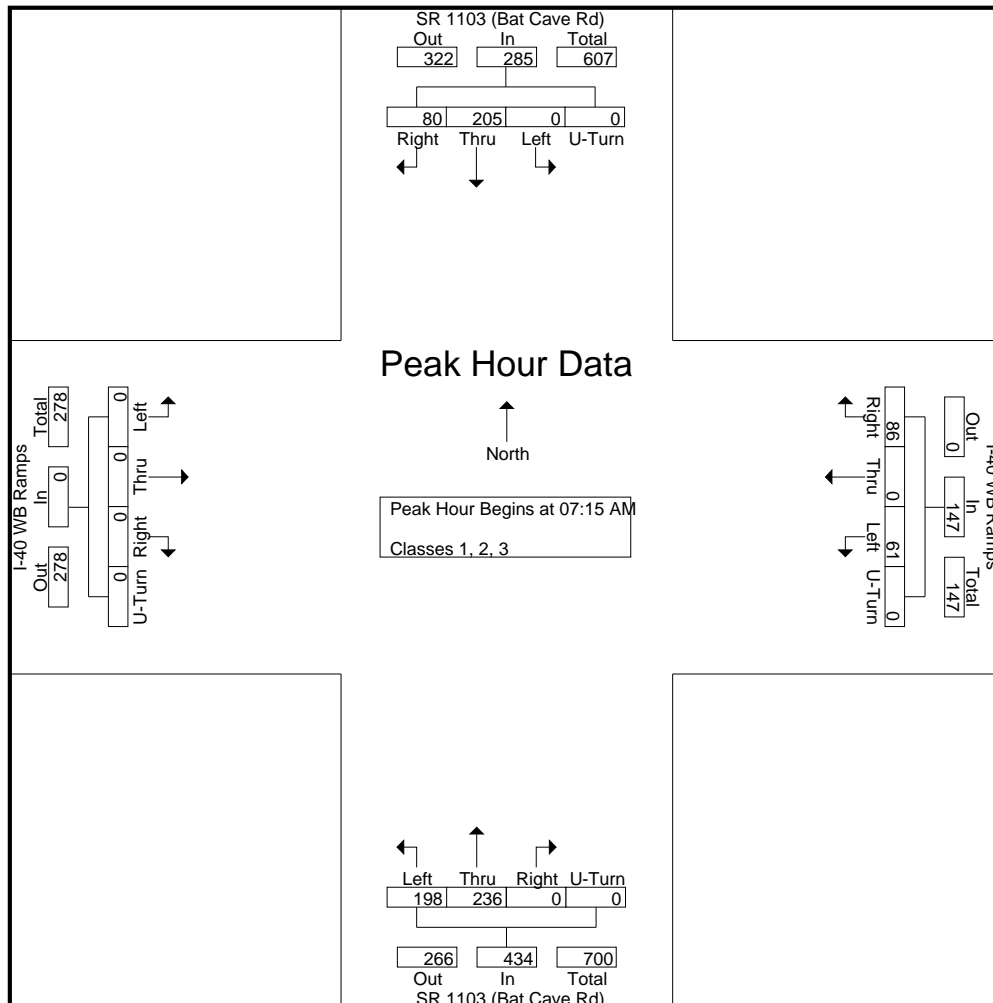 SR 1103 (Bat Cave Rd)
Out In Total
322 285 607
80 205 0 0
Right Thru Left U-Turn
Peak Hour Data
North
Peak Hour Begins at 07:15 AM
Classes 1, 2, 3
I-40 WB Ramps
Total In Out
278 0 278
0 0 0 0
Left Thru Right U-Turn
I-40 WB Ramps
Out In Total
0 147 147
86 0 61 0
Right Thru Left U-Turn
Left Thru Right U-Turn
198 236 0 0
266 434 700
Out In Total
SR 1103 (Bat Cave Rd)